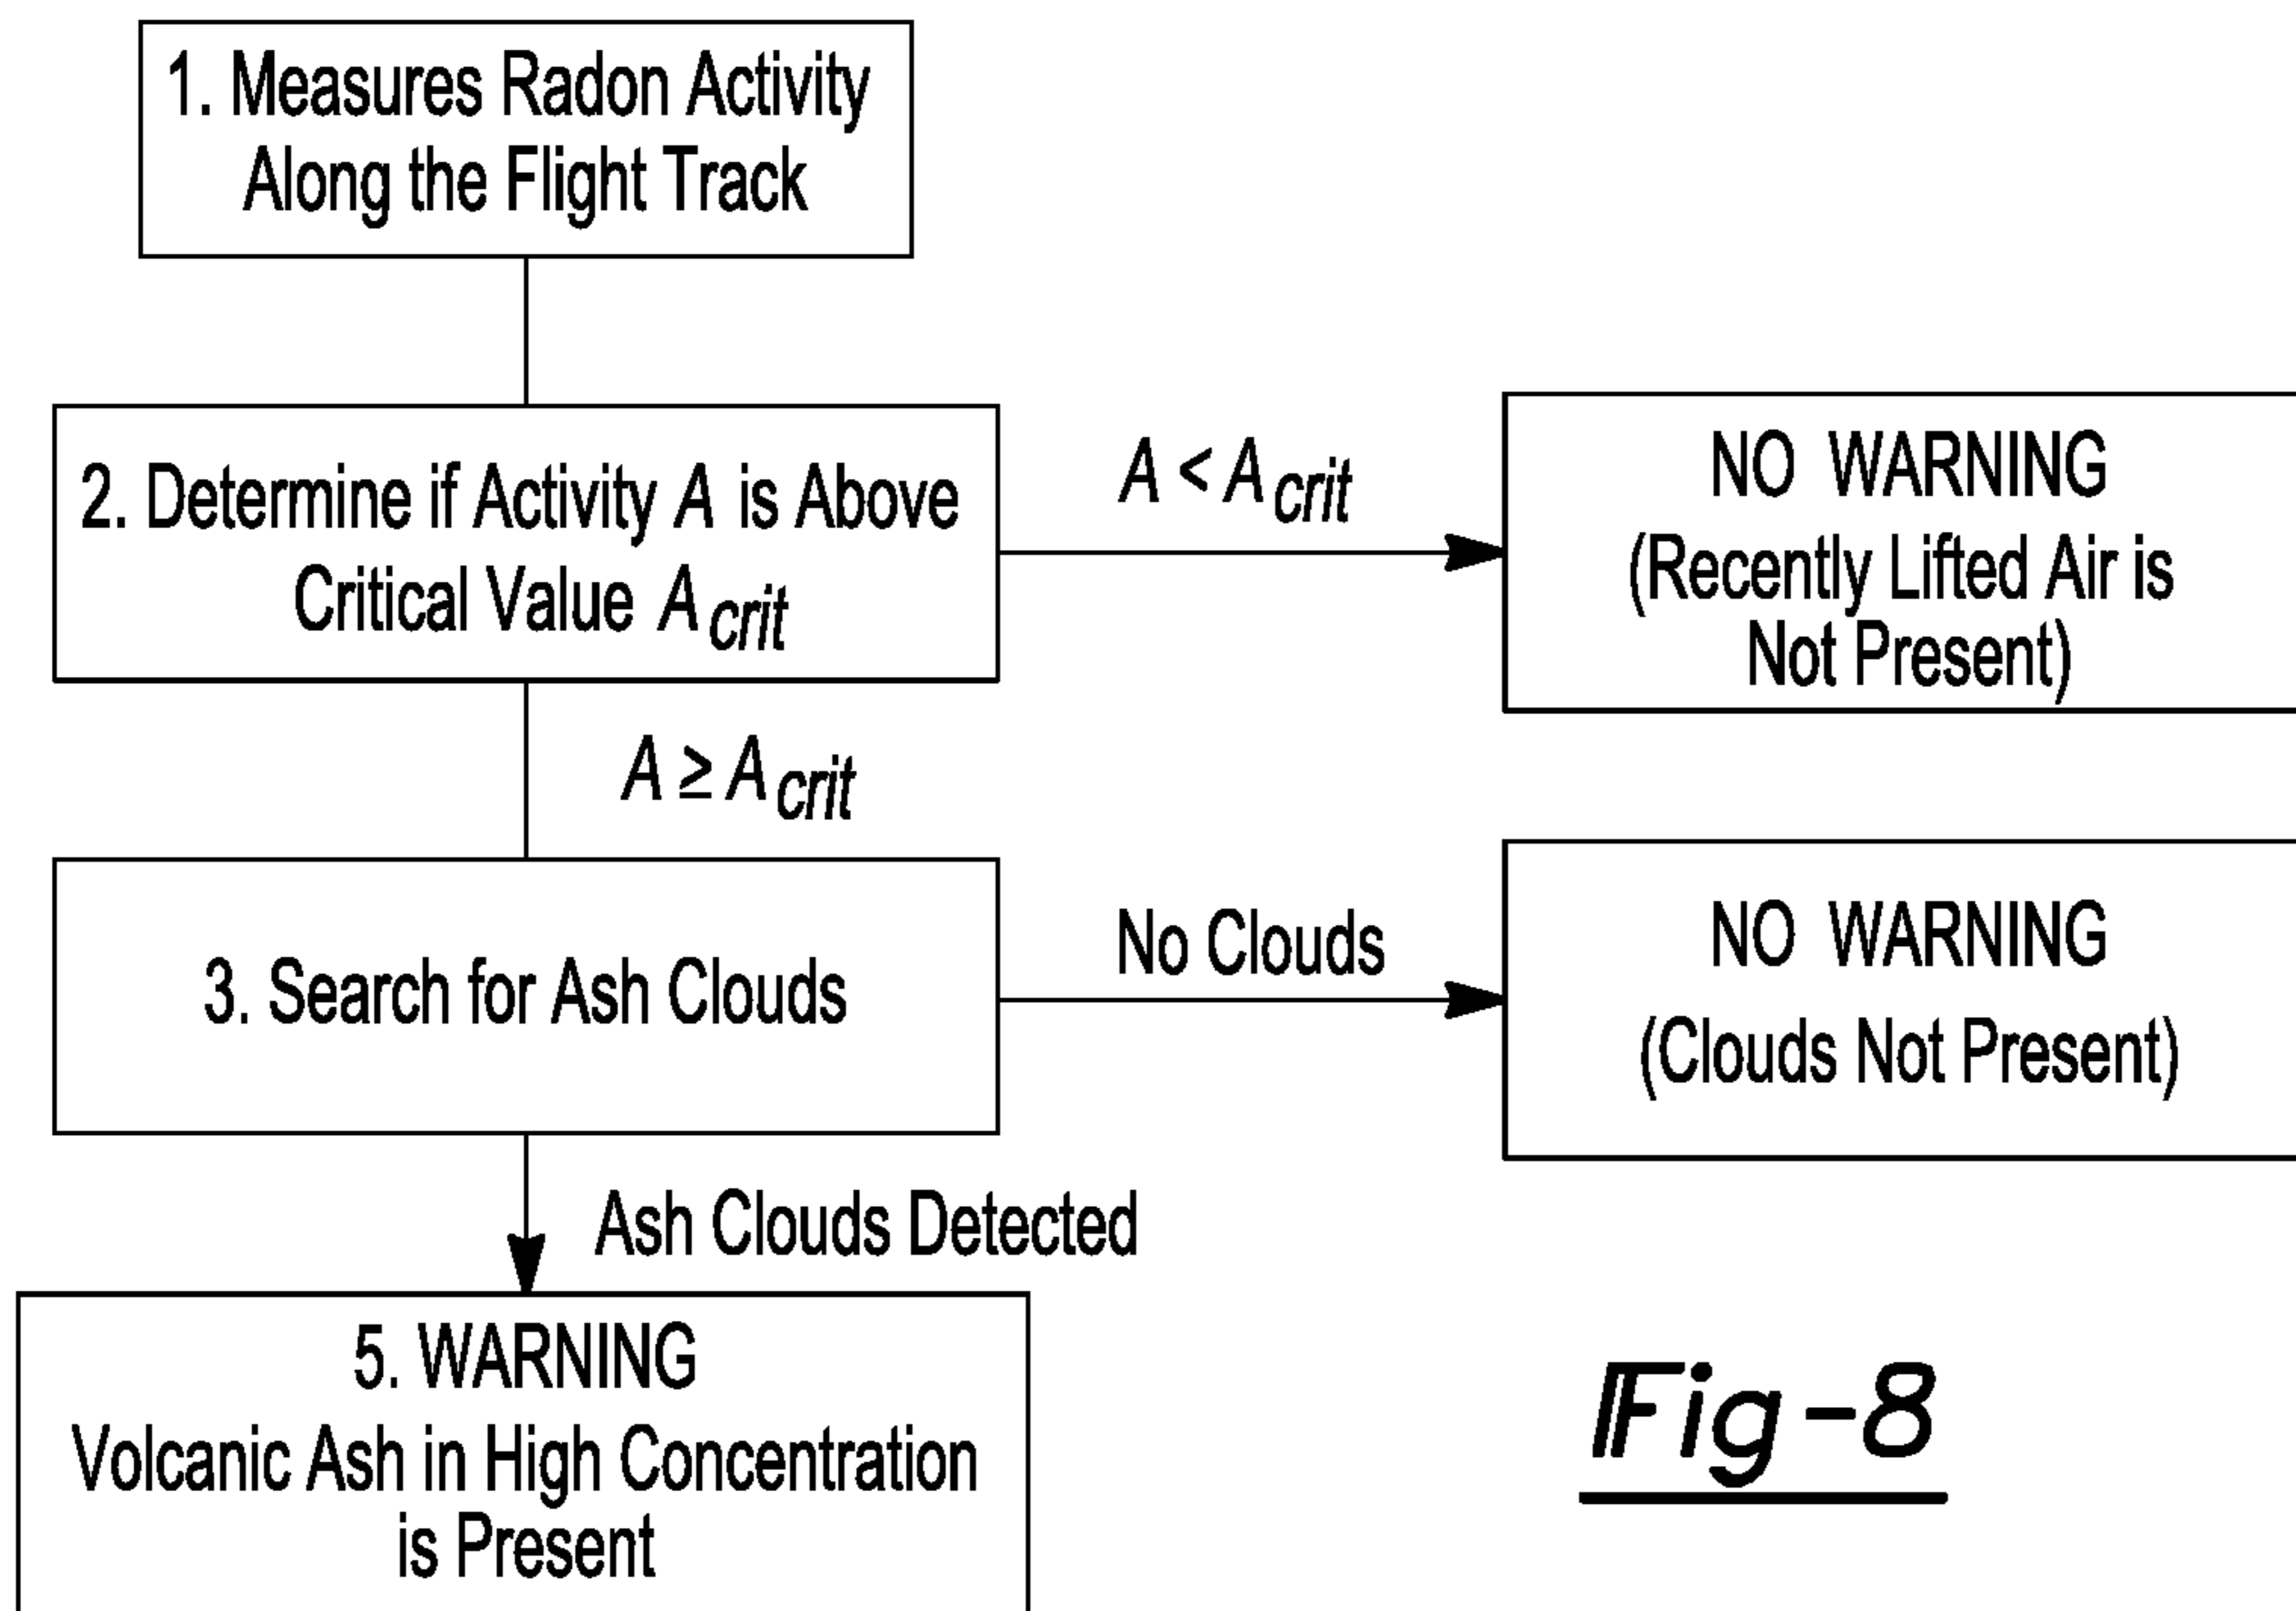 1. Measures Radon Activity
Along the Flight Track
2. Determine if Activity A is Above
Critical Value A crit
A < A crit
NO WARNING
(Recently Lifted Air is
Not Present)
A ≥ A crit
3. Search for Ash Clouds
No Clouds
NO WARNING
(Clouds Not Present)
Ash Clouds Detected
5. WARNING
Volcanic Ash in High Concentration
is Present
Fig-8